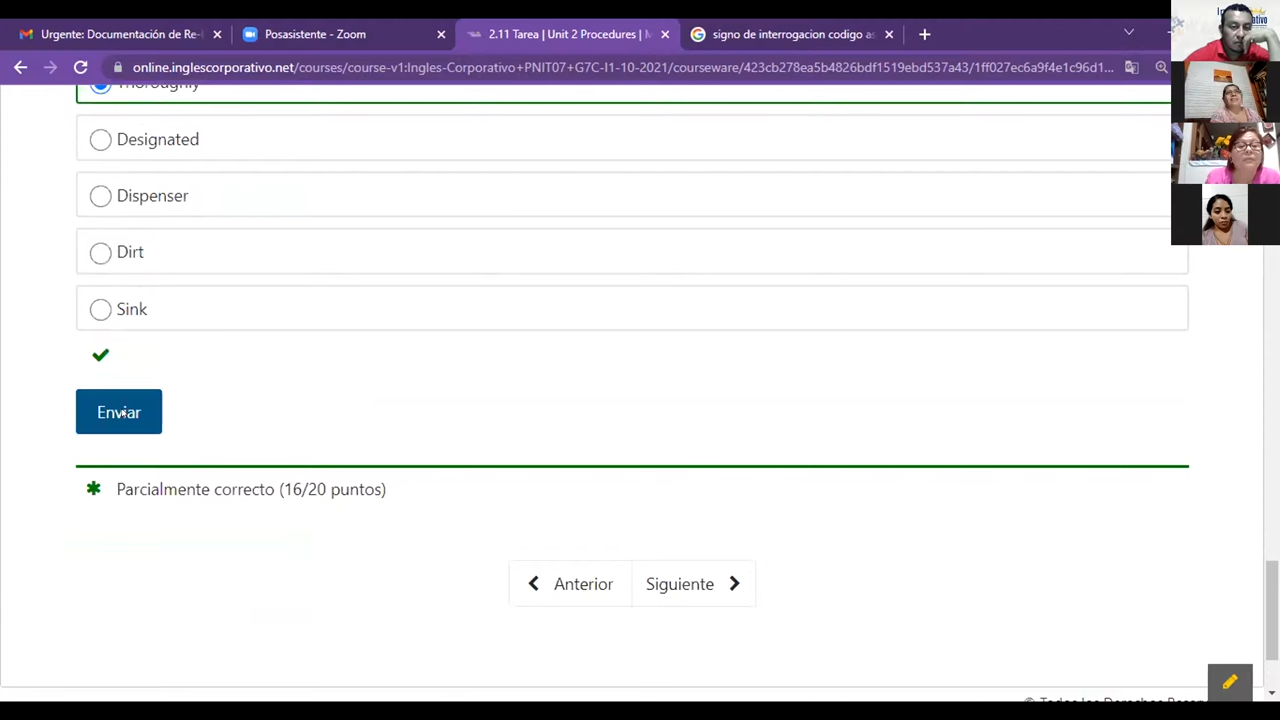 Urgente: Documentación de Re-
Posasistente - Zoom
2.11 Tarea | Unit 2 Procedures |
signo de interrogacion codigo as
online.inglescorporativo.net/courses/course-v1:Ingles-Corporativo+PNIT07+G7C-I1-10-2021/courseware/423cb278ea5b4826bdf1519ebd537a43/1ff027ec6a9f4e1c96d1...
Thoroughly
Designated
Dispenser
Dirt
Sink
Enviar
Parcialmente correcto (16/20 puntos)
Anterior
Siguiente